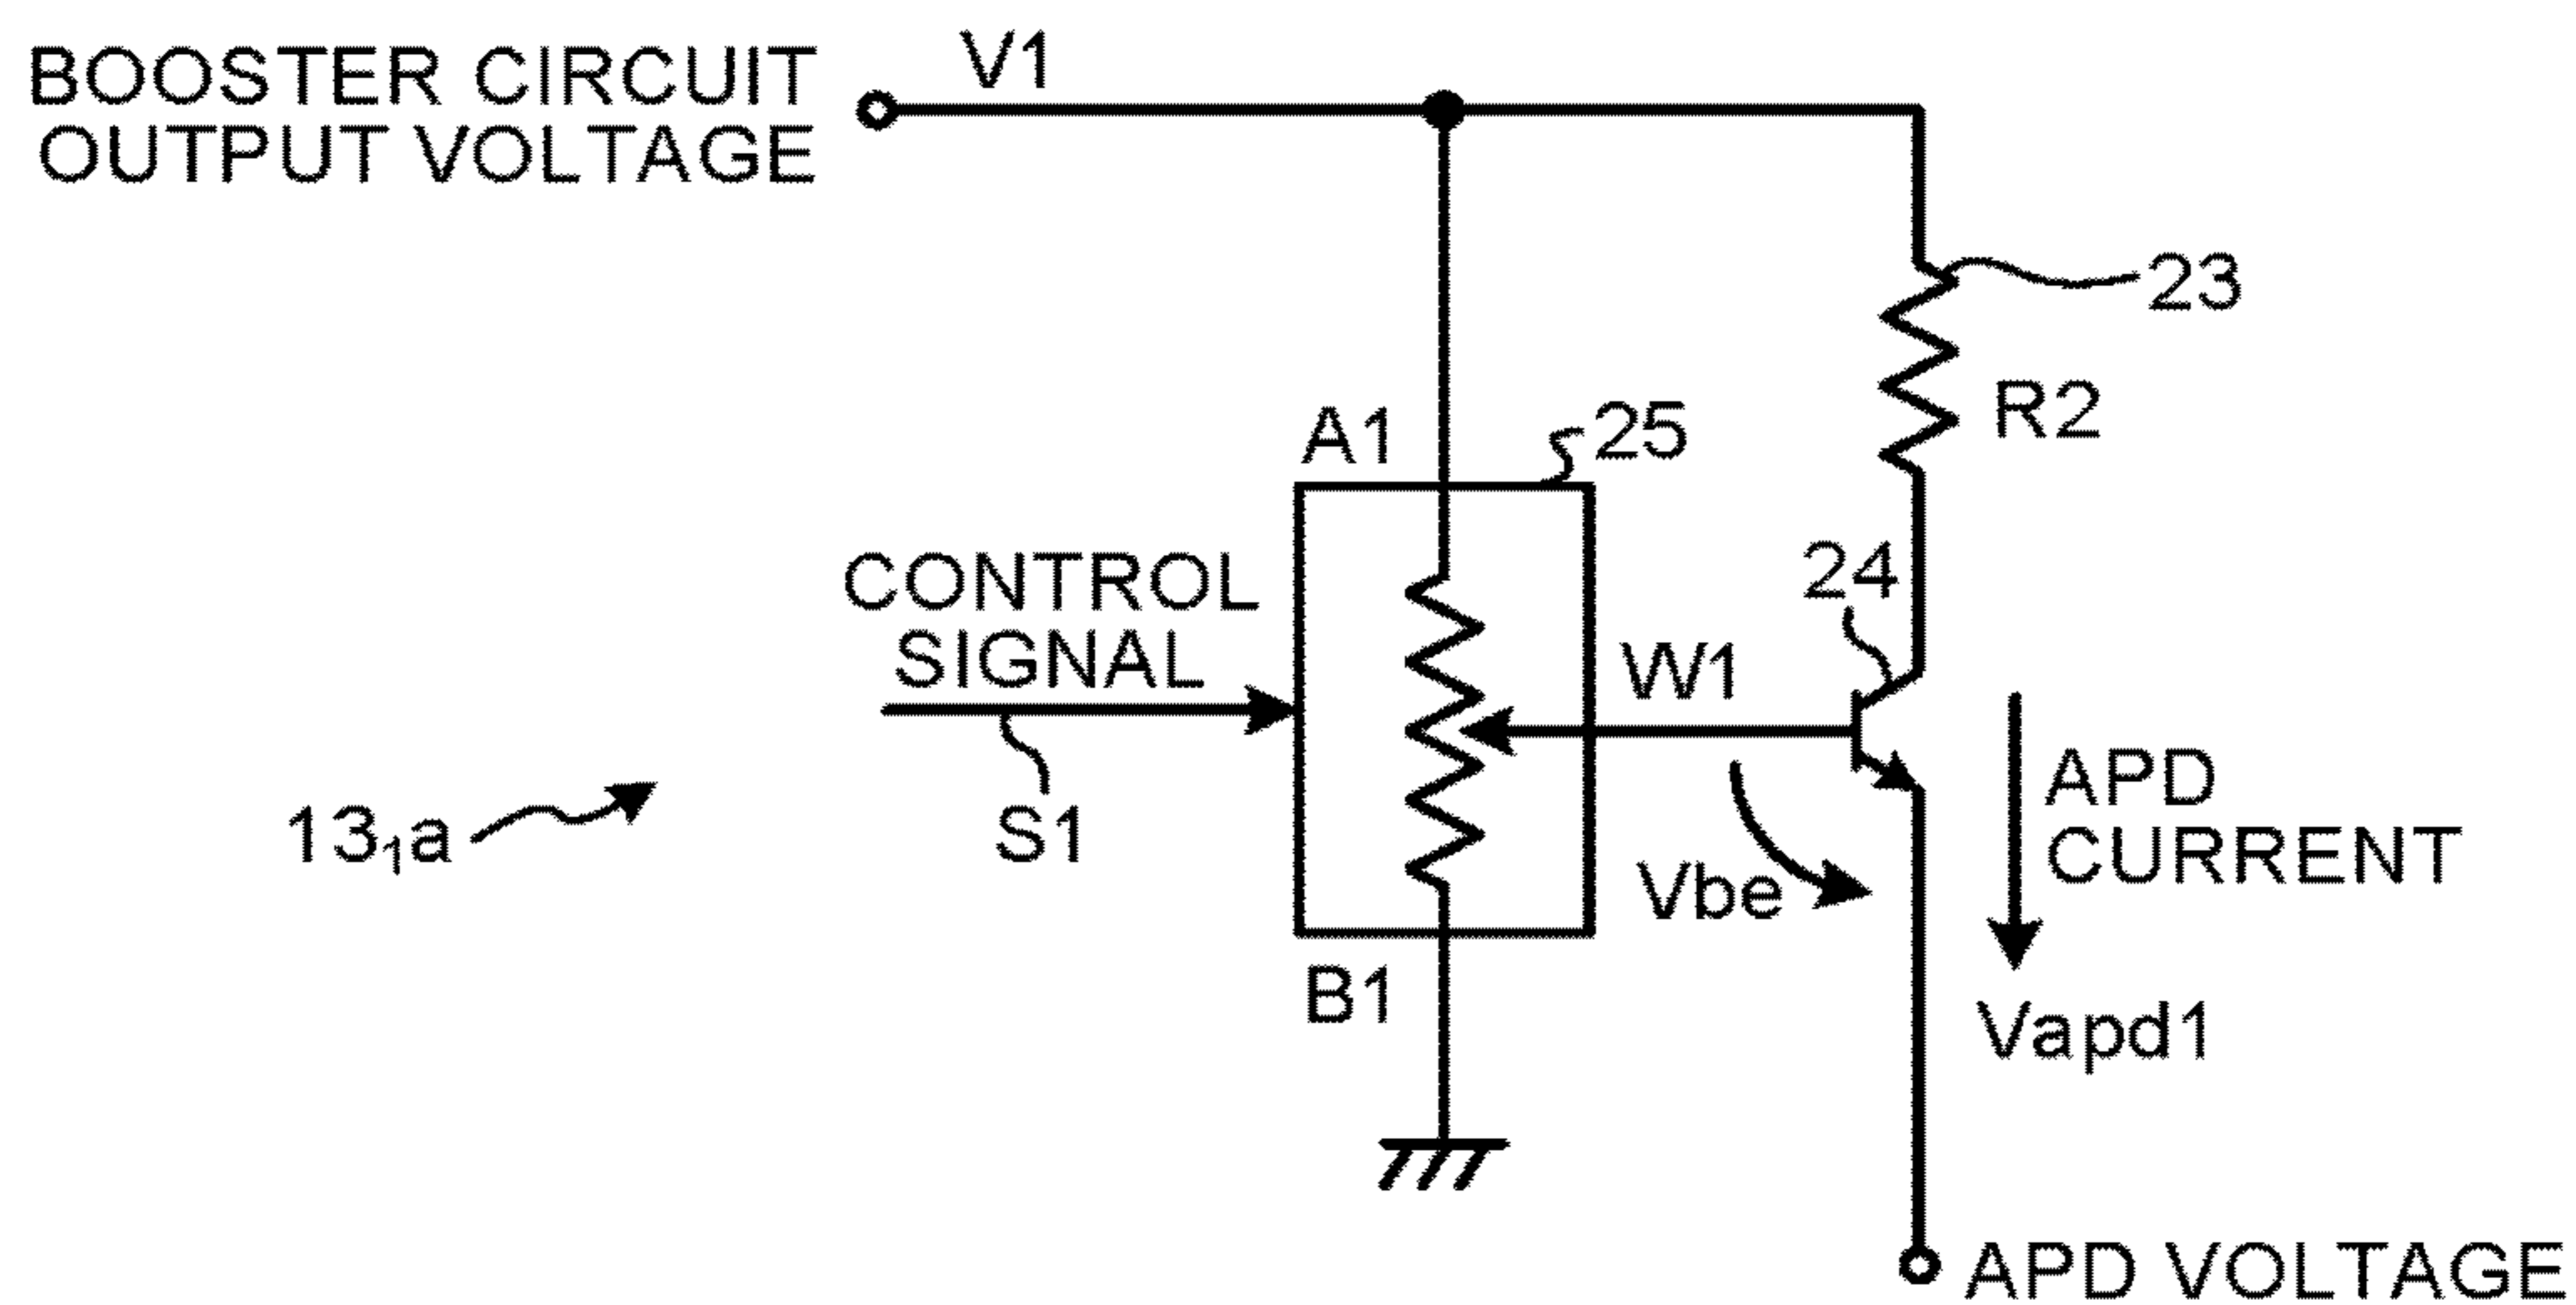 BOOSTER CIRCUIT
OUTPUT VOLTAGE
V1
23
R2
A1
25
24
CONTROL
SIGNAL
W1
S1
13₁a
APD
CURRENT
Vbe
B1
Vapd1
APD VOLTAGE